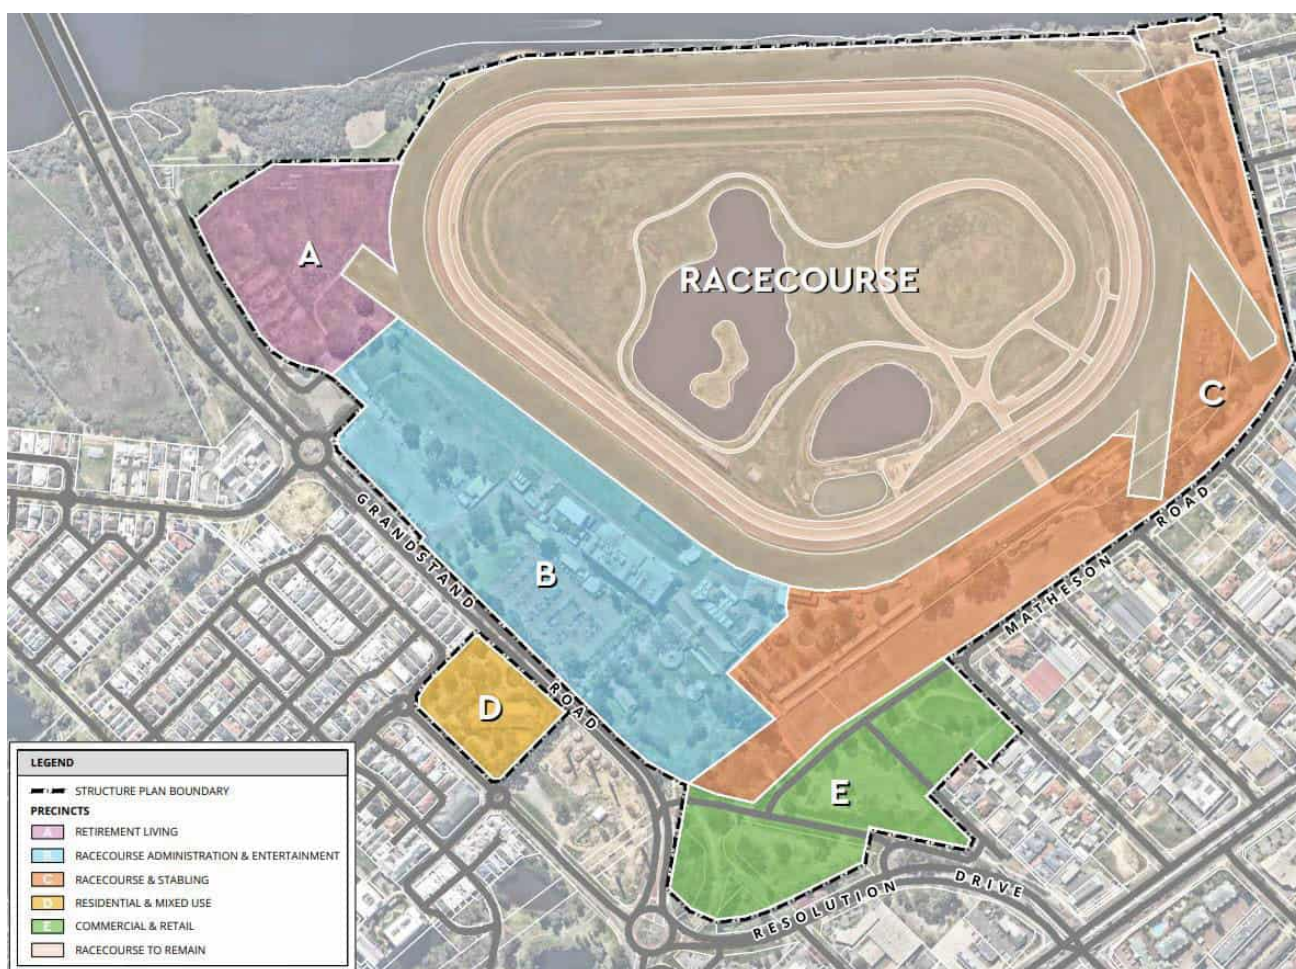 RACECOURSE
A
C
B
D
E
GRANDSTAND ROAD
MATHESON ROAD
RESOLUTION DRIVE
LEGEND
STRUCTURE PLAN BOUNDARY
PRECINCTS
A RETIREMENT LIVING
B RACECOURSE ADMINISTRATION & ENTERTAINMENT
C RACECOURSE & STABLING
D RESIDENTIAL & MIXED USE
E COMMERCIAL & RETAIL
RACECOURSE TO REMAIN